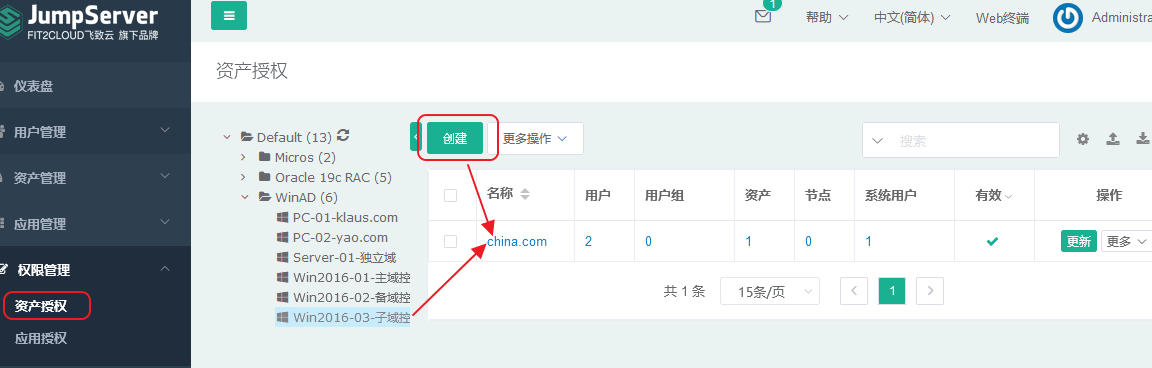 JumpServer
FIT2CLOUD飞致云 旗下品牌
1
帮助
中文(简体)
Web终端
Administra
资产授权
仪表盘
用户管理
资产管理
应用管理
权限管理
资产授权
应用授权
Default (13)
Micros (2)
Oracle 19c RAC (5)
WinAD (6)
PC-01-klaus.com
PC-02-yao.com
Server-01-独立域
Win2016-01-主域控
Win2016-02-备域控
Win2016-03-子域控
创建
更多操作
搜索
名称 用户 用户组 资产 节点 系统用户 有效 操作
china.com 2 0 1 0 1 更新 更多
共 1 条 15条/页 1